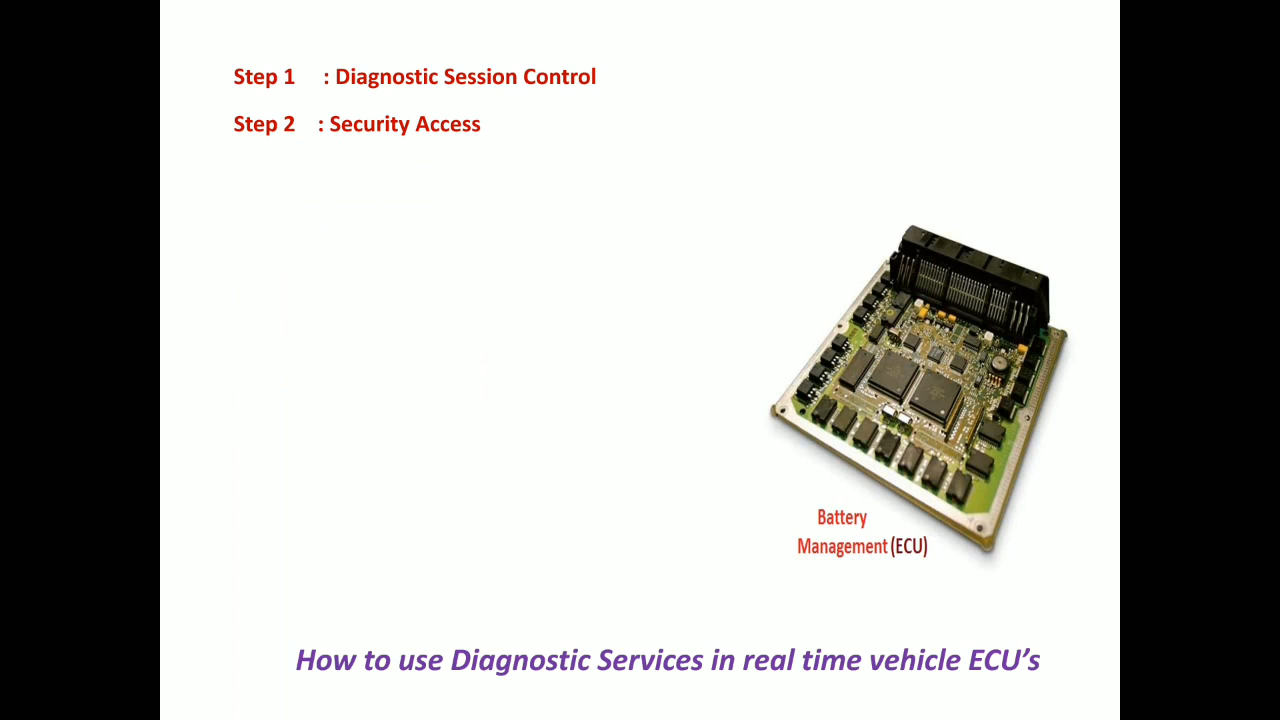 Step 1 : Diagnostic Session Control
Step 2 : Security Access
Battery
Management (ECU)
How to use Diagnostic Services in real time vehicle ECU’s